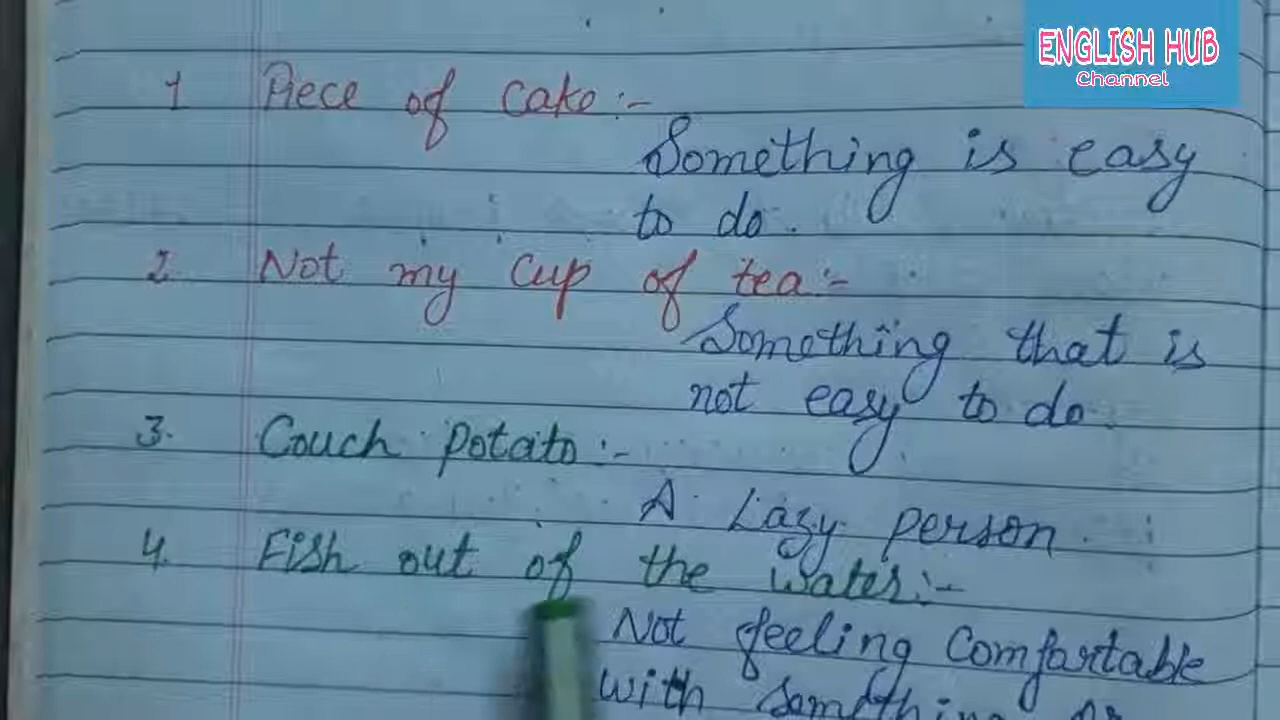 ENGLISH HUB
Channel
1 Piece of cake:-
Something is easy
to do.
2. Not my cup of tea:-
Something that is
not easy to do.
3. Couch potato:-
A Lazy person.
4. Fish out of the water:-
Not feeling Comfortable
with something or